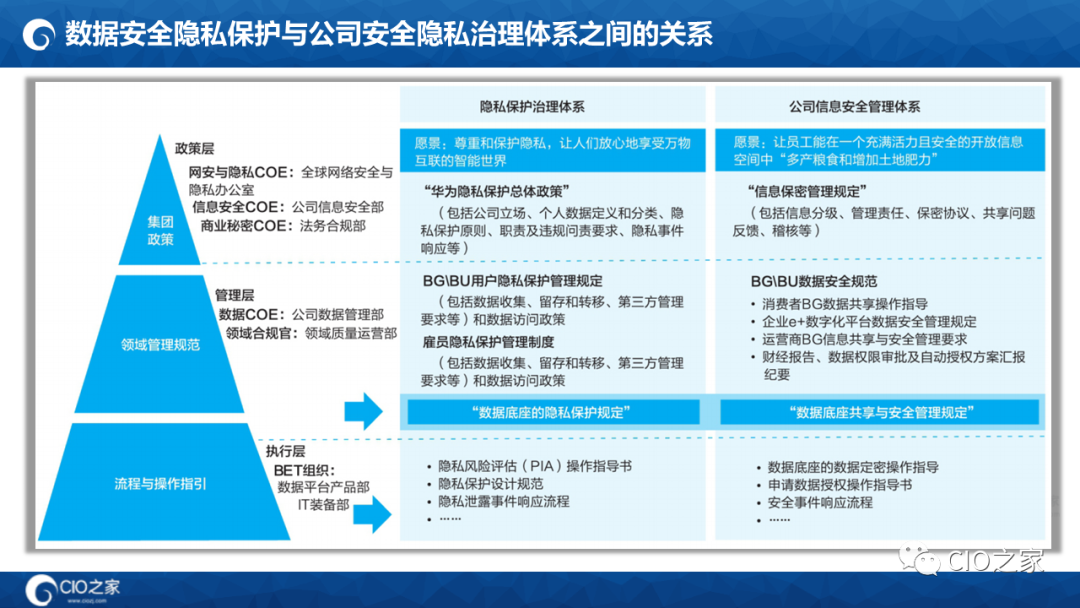 数据安全隐私保护与公司安全隐私治理体系之间的关系
隐私保护治理体系
公司信息安全管理体系
政策层
网安与隐私COE：全球网络安全与
隐私办公室
信息安全COE：公司信息安全部
商业秘密COE：法务合规部
集团
政策
愿景：尊重和保护隐私，让人们放心地享受万物
互联的智能世界
“华为隐私保护总体政策”
（包括公司立场、个人数据定义和分类、隐
私保护原则、职责及违规问责要求、隐私事件
响应等）
愿景：让员工能在一个充满活力且安全的开放信息
空间中“多产粮食和增加土地肥力”
“信息保密管理规定”
（包括信息分级、管理责任、保密协议、共享问题
反馈、稽核等）
管理层
数据COE：公司数据管理部
领域合规官：领域质量运营部
领域管理规范
BG\BU用户隐私保护管理规定
（包括数据收集、留存和转移、第三方管理
要求等）和数据访问政策
雇员隐私保护管理制度
（包括数据收集、留存和转移、第三方管理
要求等）和数据访问政策
“数据底座的隐私保护规定”
BG\BU数据安全规范
• 消费者BG数据共享操作指导
• 企业e+数字化平台数据安全管理规定
• 运营商BG信息共享与安全管理要求
• 财经报告、数据权限审批及自动授权方案汇报
纪要
“数据底座共享与安全管理规定”
执行层
BET组织：
数据平台产品部
IT装备部
流程与操作指引
• 隐私风险评估（PIA）操作指导书
• 隐私保护设计规范
• 隐私泄露事件响应流程
• ……
• 数据底座的数据定密操作指导
• 申请数据授权操作指导书
• 安全事件响应流程
• ……
CIO之家
CIO之家
www.ciozj.com